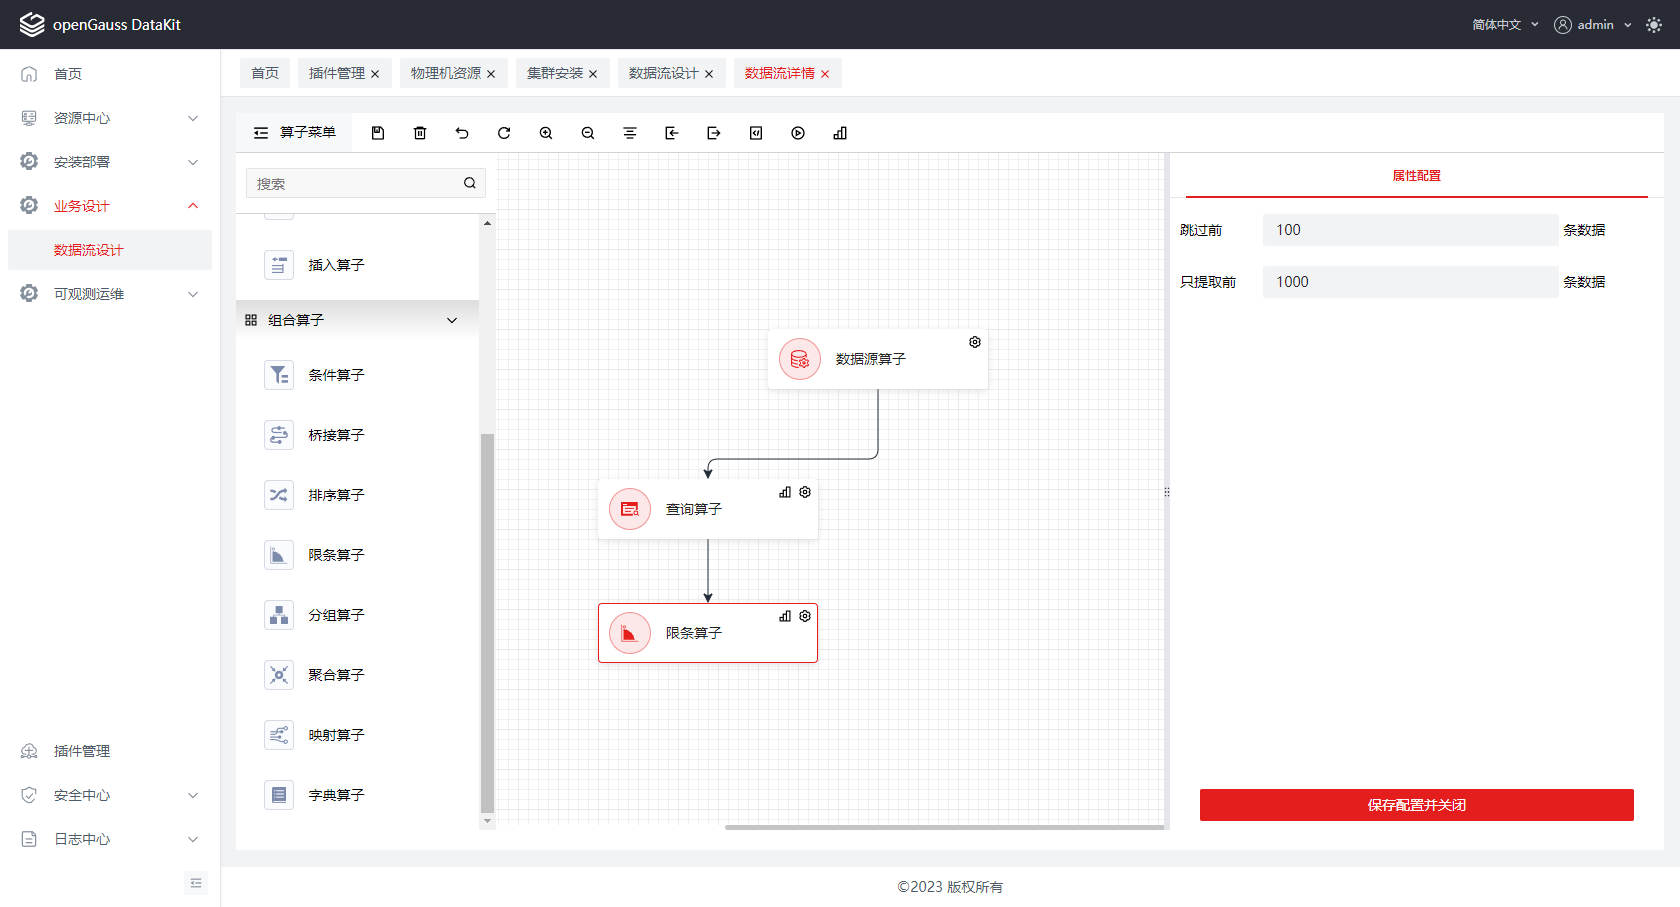 openGauss DataKit
简体中文
admin
首页
资源中心
安装部署
业务设计
数据流设计
可观测运维
插件管理
安全中心
日志中心
首页
插件管理
物理机资源
集群安装
数据流设计
数据流详情
算子菜单
搜索
插入算子
组合算子
条件算子
桥接算子
排序算子
限条算子
分组算子
聚合算子
映射算子
字典算子
数据源算子
查询算子
限条算子
属性配置
跳过前 100 条数据
只提取前 1000 条数据
保存配置并关闭
©2023 版权所有